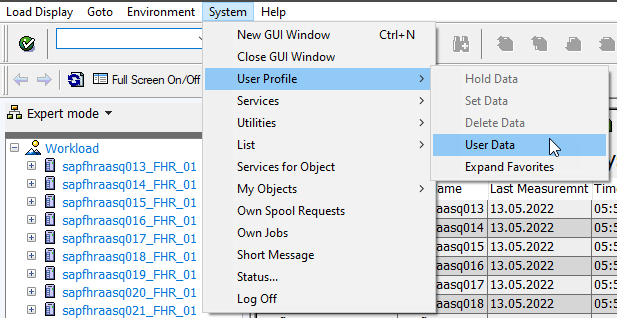 Load Display Goto Environment System Help
New GUI Window Ctrl+N
Close GUI Window
User Profile
Services
Utilities
List
Services for Object
My Objects
Own Spool Requests
Own Jobs
Short Message
Status...
Log Off
Hold Data
Set Data
Delete Data
User Data
Expand Favorites
Full Screen On/Off
Expert mode
Workload
sapfhraasq013_FHR_01
sapfhraasq014_FHR_01
sapfhraasq015_FHR_01
sapfhraasq016_FHR_01
sapfhraasq017_FHR_01
sapfhraasq018_FHR_01
sapfhraasq019_FHR_01
sapfhraasq020_FHR_01
sapfhraasq021_FHR_01
ame Last Measuremnt Tim
aasq013 13.05.2022 05:5
aasq014 13.05.2022 05:5
aasq015 13.05.2022 05:5
aasq016 13.05.2022 05:5
aasq017 13.05.2022 05:5
aasq018 13.05.2022 05:5